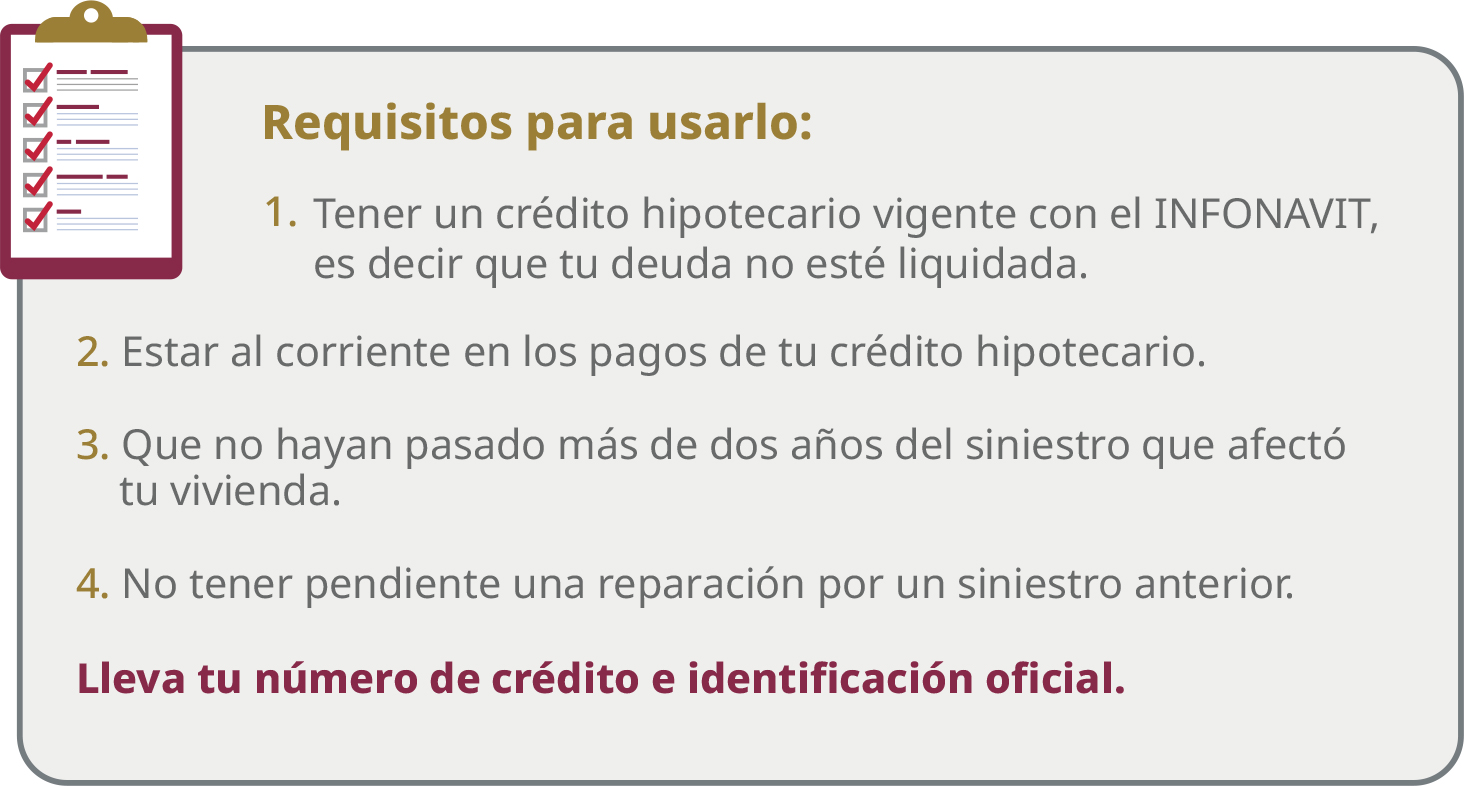 Requisitos para usarlo:
1. Tener un crédito hipotecario vigente con el INFONAVIT,
es decir que tu deuda no esté liquidada.
2. Estar al corriente en los pagos de tu crédito hipotecario.
3. Que no hayan pasado más de dos años del siniestro que afectó
tu vivienda.
4. No tener pendiente una reparación por un siniestro anterior.
Lleva tu número de crédito e identificación oficial.